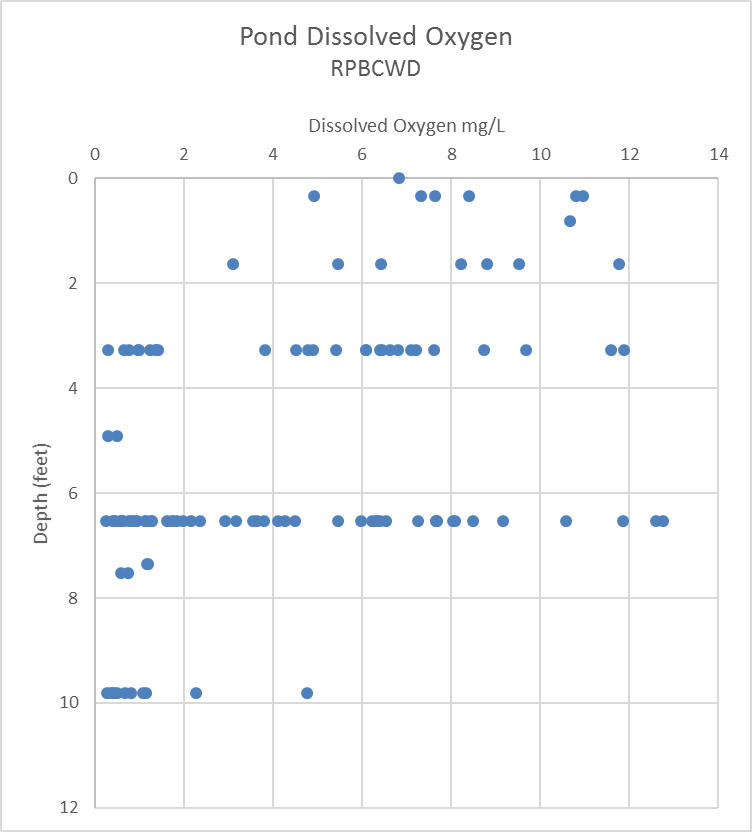 Pond Dissolved Oxygen
RPBCWD
Dissolved Oxygen mg/L
0 2 4 6 8 10 12 14
0
2
4
Depth (feet)
6
8
10
12